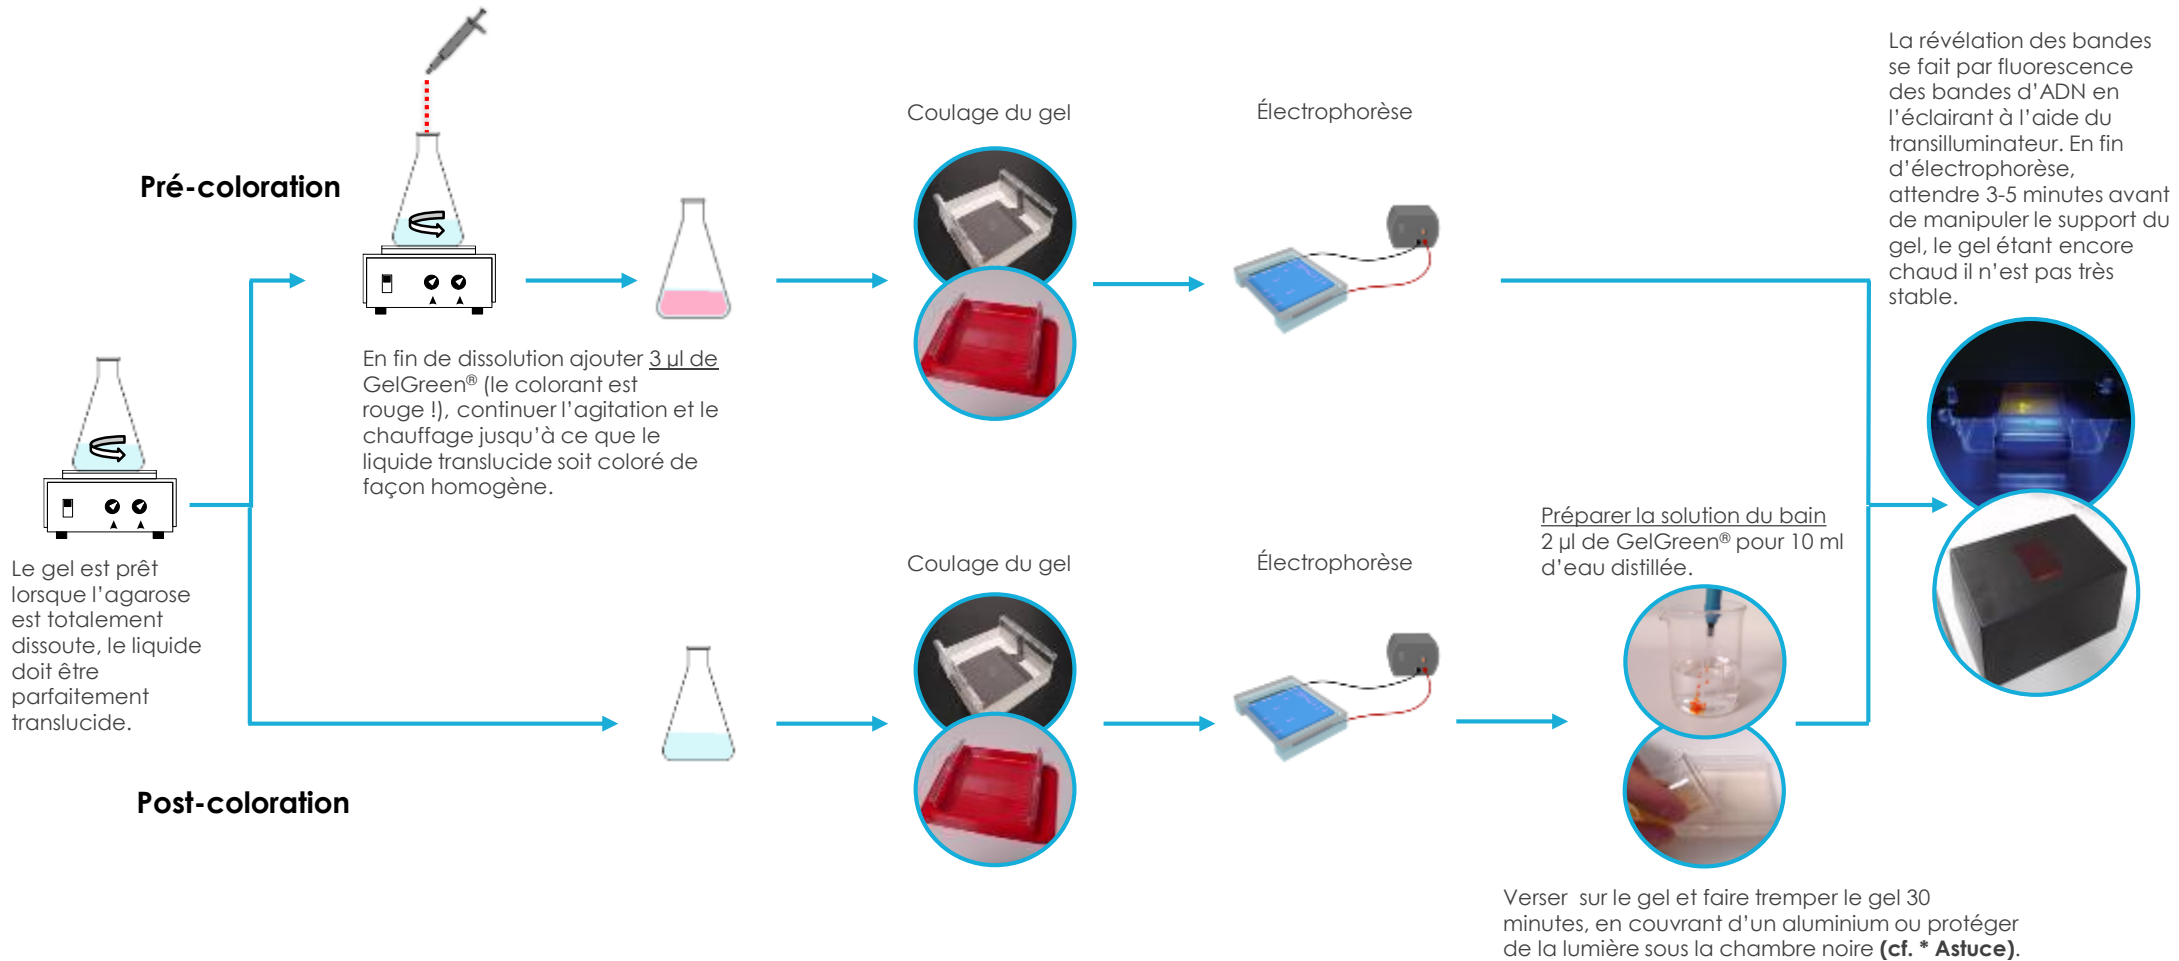 Pré-coloration
En fin de dissolution ajouter 3 µl de
GelGreen® (le colorant est
rouge !), continuer l’agitation et le
chauffage jusqu’à ce que le
liquide translucide soit coloré de
façon homogène.
Coulage du gel
Électrophorèse
La révélation des bandes
se fait par fluorescence
des bandes d’ADN en
l’éclairant à l’aide du
transilluminateur. En fin
d’électrophorèse,
attendre 3-5 minutes avant
de manipuler le support du
gel, le gel étant encore
chaud il n’est pas très
stable.
Le gel est prêt
lorsque l’agarose
est totalement
dissoute, le liquide
doit être
parfaitement
translucide.
Post-coloration
Coulage du gel
Électrophorèse
Préparer la solution du bain
2 µl de GelGreen® pour 10 ml
d’eau distillée.
Verser sur le gel et faire tremper le gel 30
minutes, en couvrant d’un aluminium ou protéger
de la lumière sous la chambre noire (cf. * Astuce).